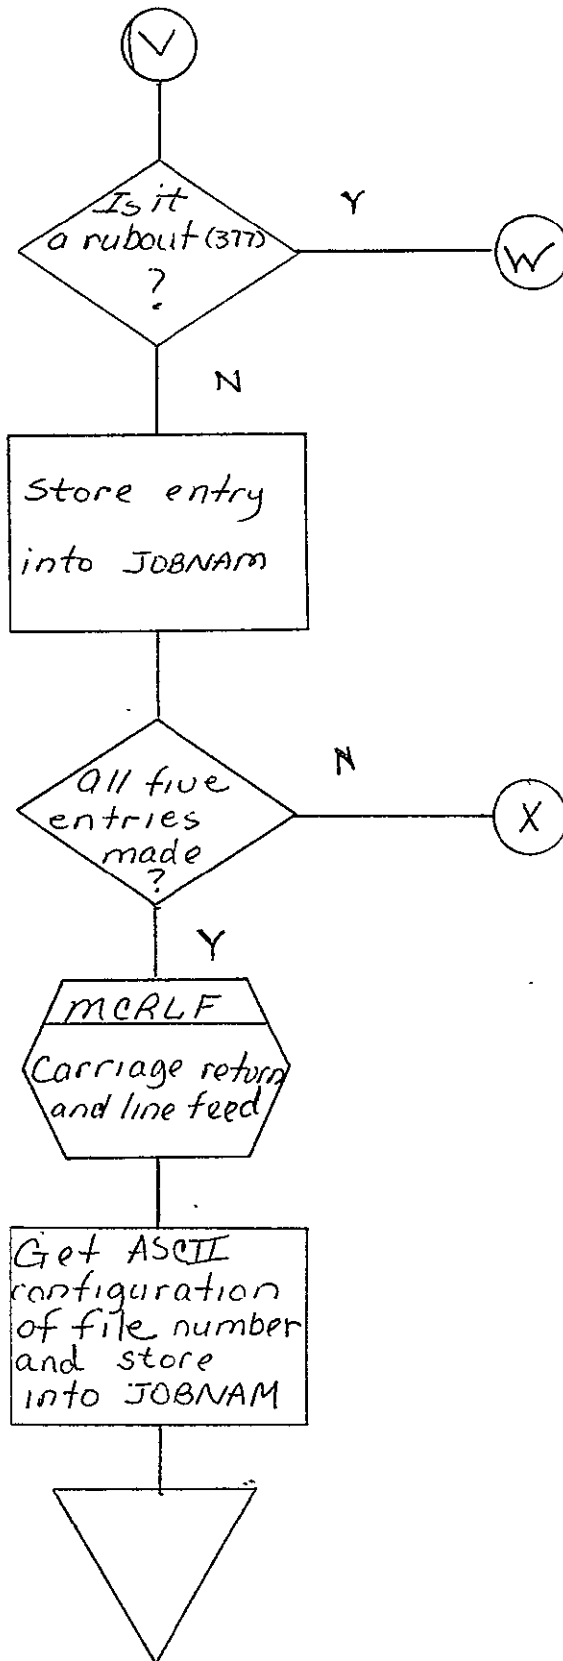 V
Is it
a rubout (377)
?
Y
W
N
Store entry
into JOBNAM
All five
entries
made
?
N
X
Y
MCRLF
Carriage return
and line feed
Get ASCII
configuration
of file number
and store
into JOBNAM